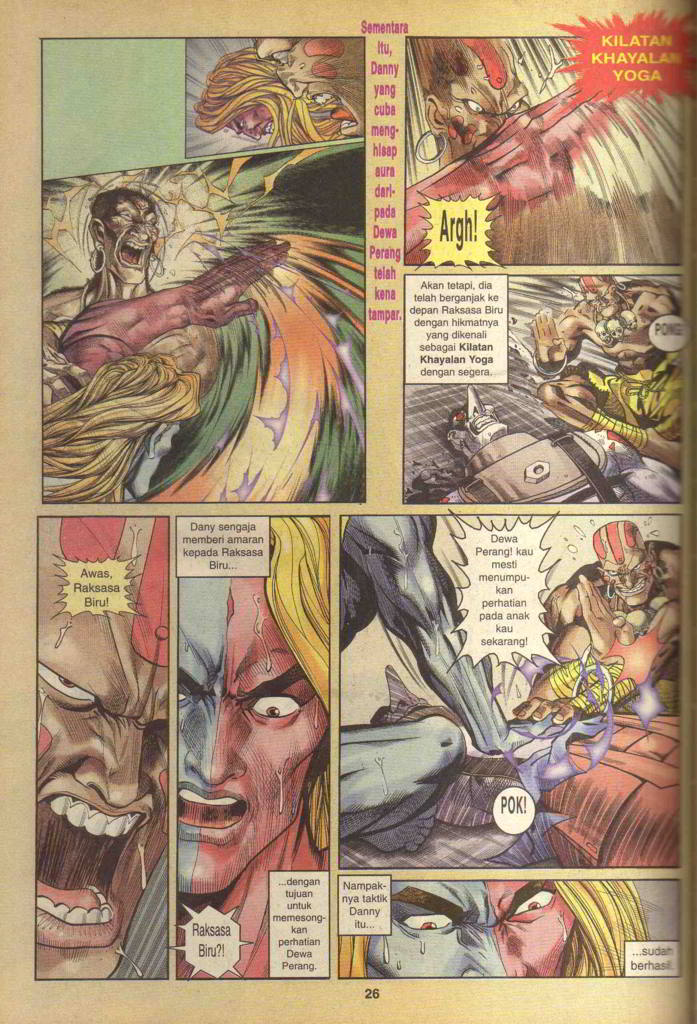 Sementara
Itu,
Danny
yang
cuba
meng-
hisap
aura
dari-
pada
Dewa
Perang
telah
kena
tampar.
KILATAN
KHAYALAN
YOGA
Argh!
Akan tetapi, dia
telah berganjak ke
depan Raksasa Biru
dengan hikmatnya
yang dikenali
sebagai Kilatan
Khayalan Yoga
dengan segera.
PONG!
Awas,
Raksasa
Biru!
Dany sengaja
memberi amaran
kepada Raksasa
Biru...
Raksasa
Biru?!
...dengan
tujuan
untuk
memesong-
kan
perhatian
Dewa
Perang.
Dewa
Perang! kau
mesti
menumpu-
kan
perhatian
pada anak
kau
sekarang!
POK!
Nampak-
nya taktik
Danny
itu...
...sudah
berhasil.
26